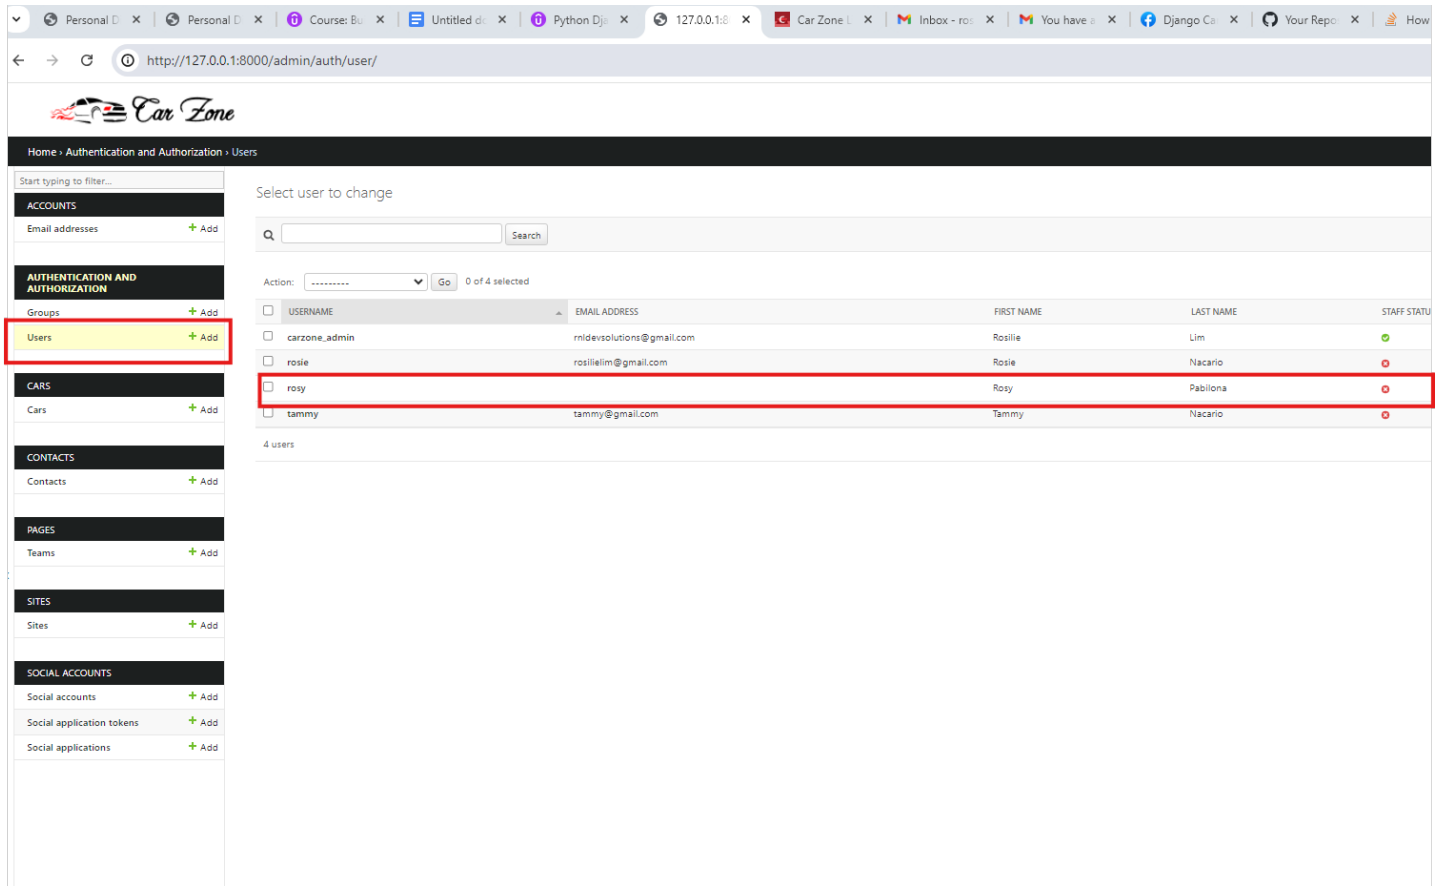 Personal D
Personal D
Course: Bu
Untitled do
Python Dje
127.0.0.1:8
Car Zone L
Inbox - ros
You have a
Django Ca
Your Repo
How
http://127.0.0.1:8000/admin/auth/user/
Car Zone
Home › Authentication and Authorization › Users
Start typing to filter...
ACCOUNTS
Email addresses + Add
AUTHENTICATION AND
AUTHORIZATION
Groups + Add
Users + Add
CARS
Cars + Add
CONTACTS
Contacts + Add
PAGES
Teams + Add
SITES
Sites + Add
SOCIAL ACCOUNTS
Social accounts + Add
Social application tokens + Add
Social applications + Add
Select user to change
Search
Action: --------- Go 0 of 4 selected
USERNAME EMAIL ADDRESS FIRST NAME LAST NAME STAFF STATU
carzone_admin rnldevsolutions@gmail.com Rosilie Lim
rosie rosilielim@gmail.com Rosie Nacario
rosy Rosy Pabilona
tammy tammy@gmail.com Tammy Nacario
4 users